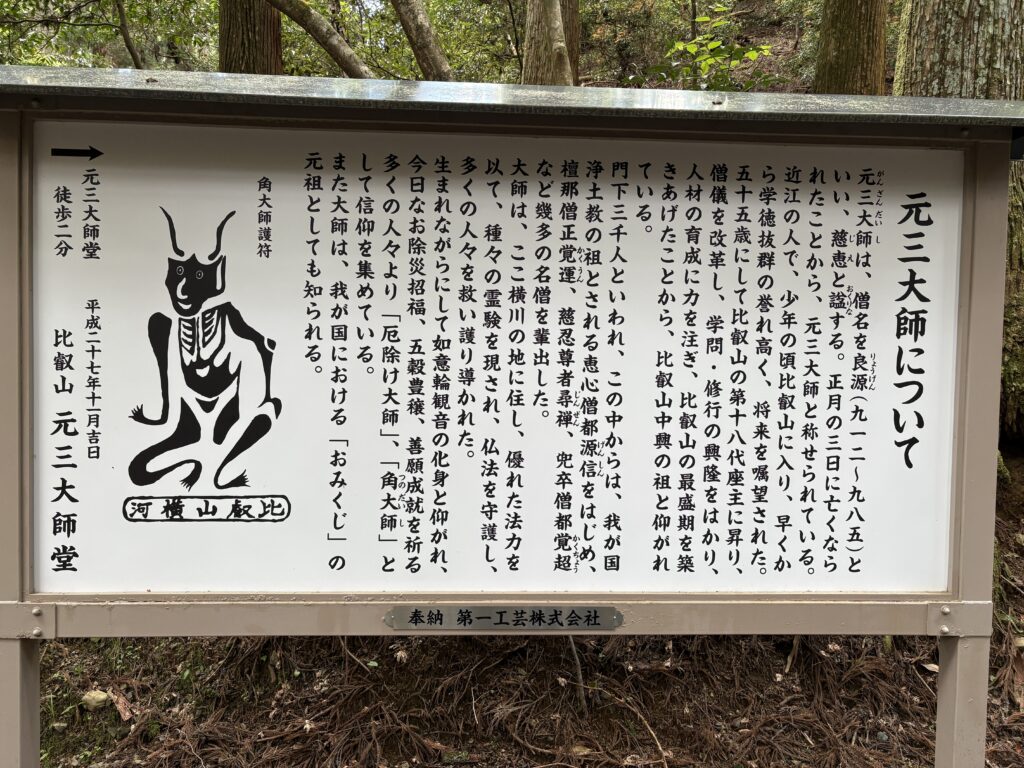 元三大師について
元三大師は、僧名を良源(九一二〜九八五)と
いい、慈恵と諡する。正月の三日に亡くなら
れたことから、元三大師と称せられている。
近江の人で、少年の頃比叡山に入り、早くか
ら学徳抜群の誉れ高く、将来を嘱望された。
五十五歳にして比叡山の第十八代座主に昇り、
僧儀を改革し、学問・修行の興隆をはかり、
人材の育成に力を注ぎ、比叡山の最盛期を築
きあげたことから、比叡山中興の祖と仰がれ
ている。
門下三千人といわれ、この中からは、我が国
浄土教の祖とされる恵心僧都源信をはじめ、
檀那僧正覚運、慈忍尊者尋禅、兜卒僧都覚超
など幾多の名僧を輩出した。
大師は、ここ横川の地に住し、優れた法力を
以て、種々の霊験を現され、仏法を守護し、
多くの人々を救い護り導かれた。
生まれながらにして如意輪観音の化身と仰がれ、
今日なお除災招福、五穀豊穣、善願成就を祈る
多くの人々より「厄除け大師」、「角大師」と
して信仰を集めている。
また大師は、我が国における「おみくじ」の
元祖としても知られる。
角大師護符
比叡山横河
→
元三大師堂
徒歩二分
平成二十七年十一月吉日
比叡山 元三大師堂
奉納 第一工芸株式会社